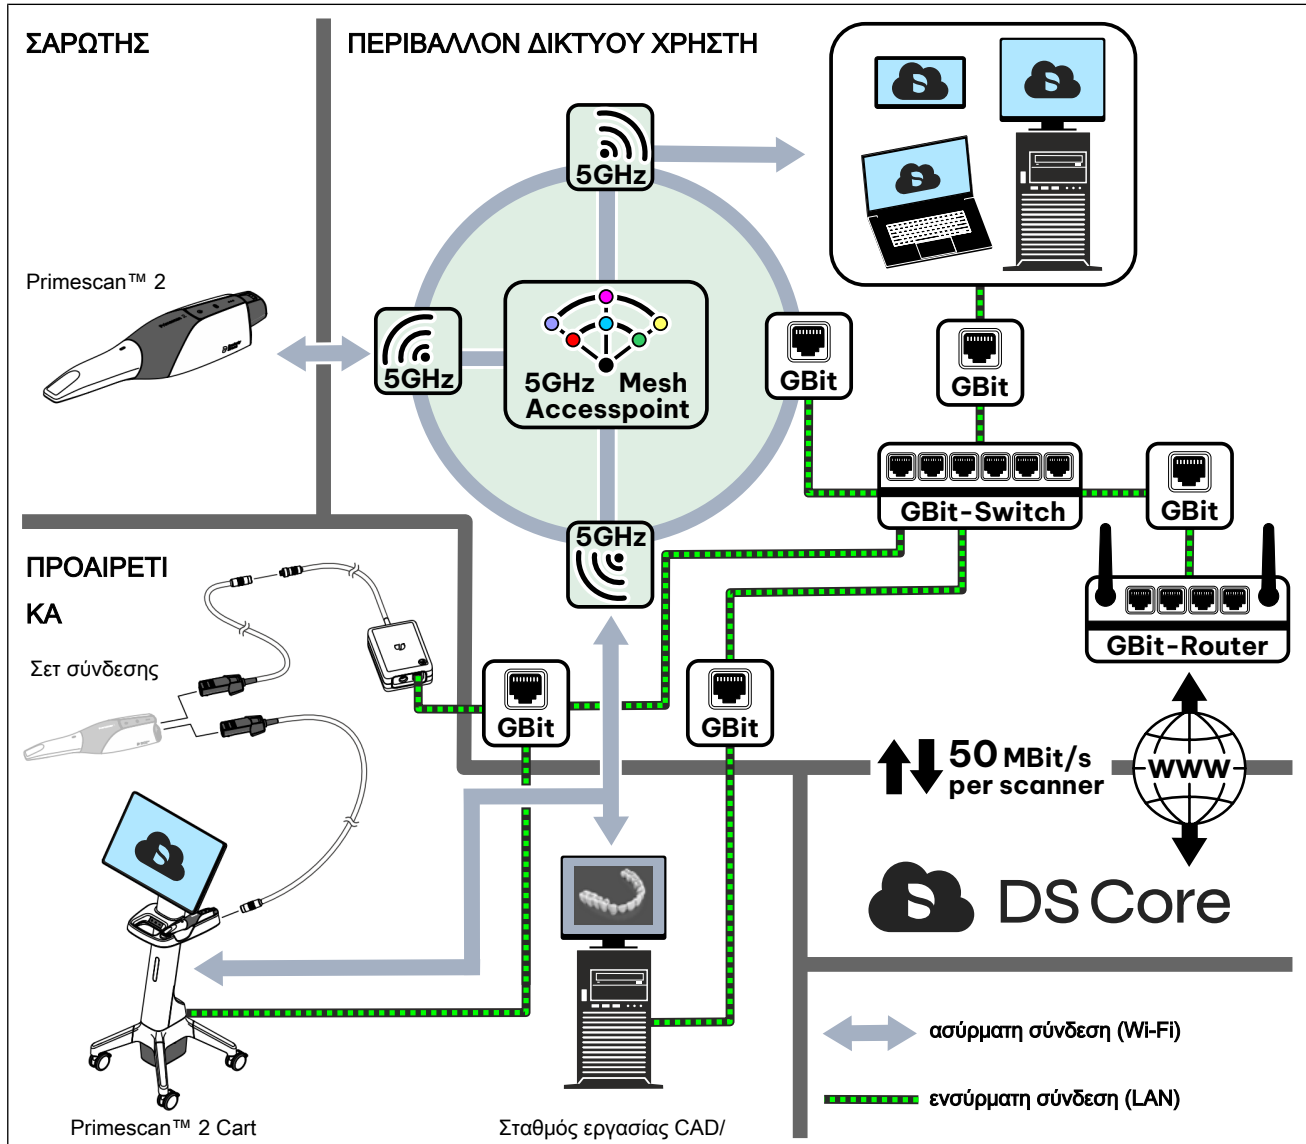 ΣΑΡΩΤΗΣ
ΠΕΡΙΒΑΛΛΟΝ ΔΙΚΤΥΟΥ ΧΡΗΣΤΗ
5GHz
Primescan™ 2
5GHz
5GHz Mesh
Accesspoint
GBit
GBit
GBit-Switch
GBit
5GHz
GBit-Router
ΠΡΟΑΙΡΕΤΙ
ΚΑ
Σετ σύνδεσης
GBit
GBit
50 MBit/s
per scanner
WWW
DS Core
ασύρματη σύνδεση (Wi-Fi)
ενσύρματη σύνδεση (LAN)
Primescan™ 2 Cart
Σταθμός εργασίας CAD/